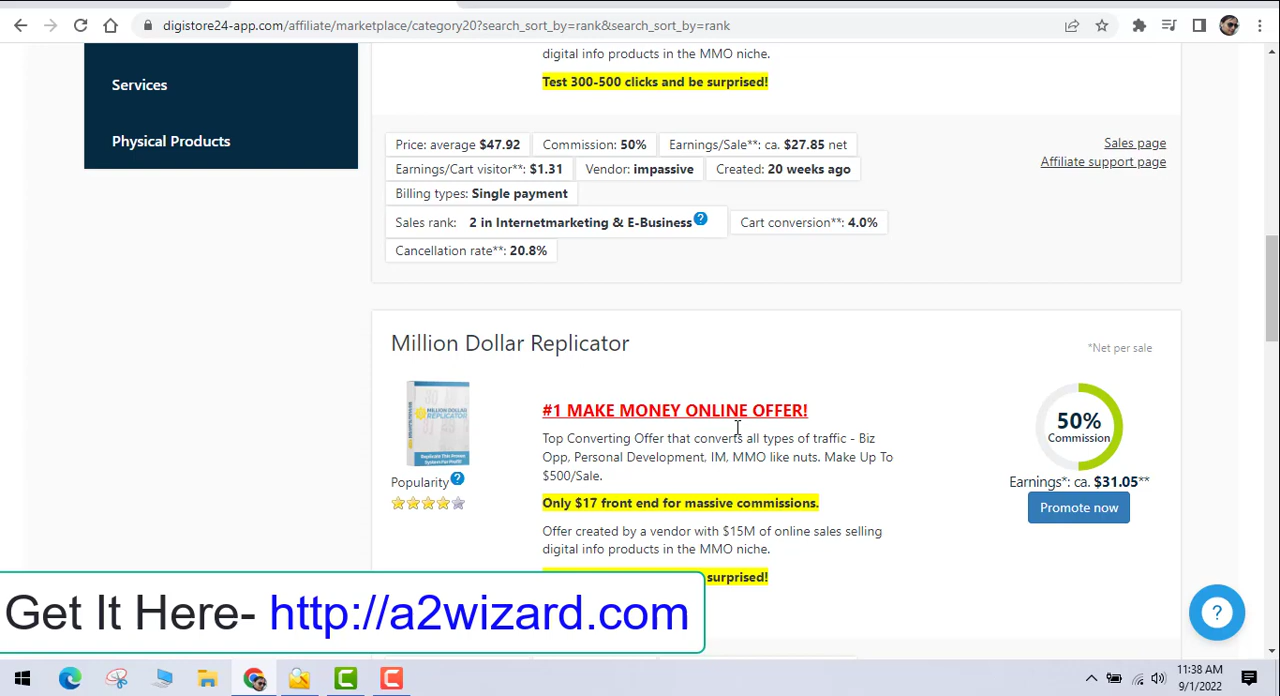 digistore24-app.com/affiliate/marketplace/category20?search_sort_by=rank&search_sort_by=rank
Services
Physical Products
digital info products in the MMO niche.
Test 300-500 clicks and be surprised!
Price: average $47.92
Commission: 50%
Earnings/Sale**: ca. $27.85 net
Sales page
Affiliate support page
Earnings/Cart visitor**: $1.31
Vendor: impassive
Created: 20 weeks ago
Billing types: Single payment
Sales rank: 2 in Internetmarketing & E-Business ?
Cart conversion**: 4.0%
Cancellation rate**: 20.8%
Million Dollar Replicator
*Net per sale
MILLION DOLLAR
REPLICATOR
#1 MAKE MONEY ONLINE OFFER!
Top Converting Offer that converts all types of traffic - Biz
Opp, Personal Development, IM, MMO like nuts. Make Up To
$500/Sale.
50%
Commission
Popularity ?
Earnings*: ca. $31.05**
Only $17 front end for massive commissions.
Promote now
Offer created by a vendor with $15M of online sales selling
digital info products in the MMO niche.
surprised!
Get It Here- http://a2wizard.com
?
11:38 AM
9/1/2022